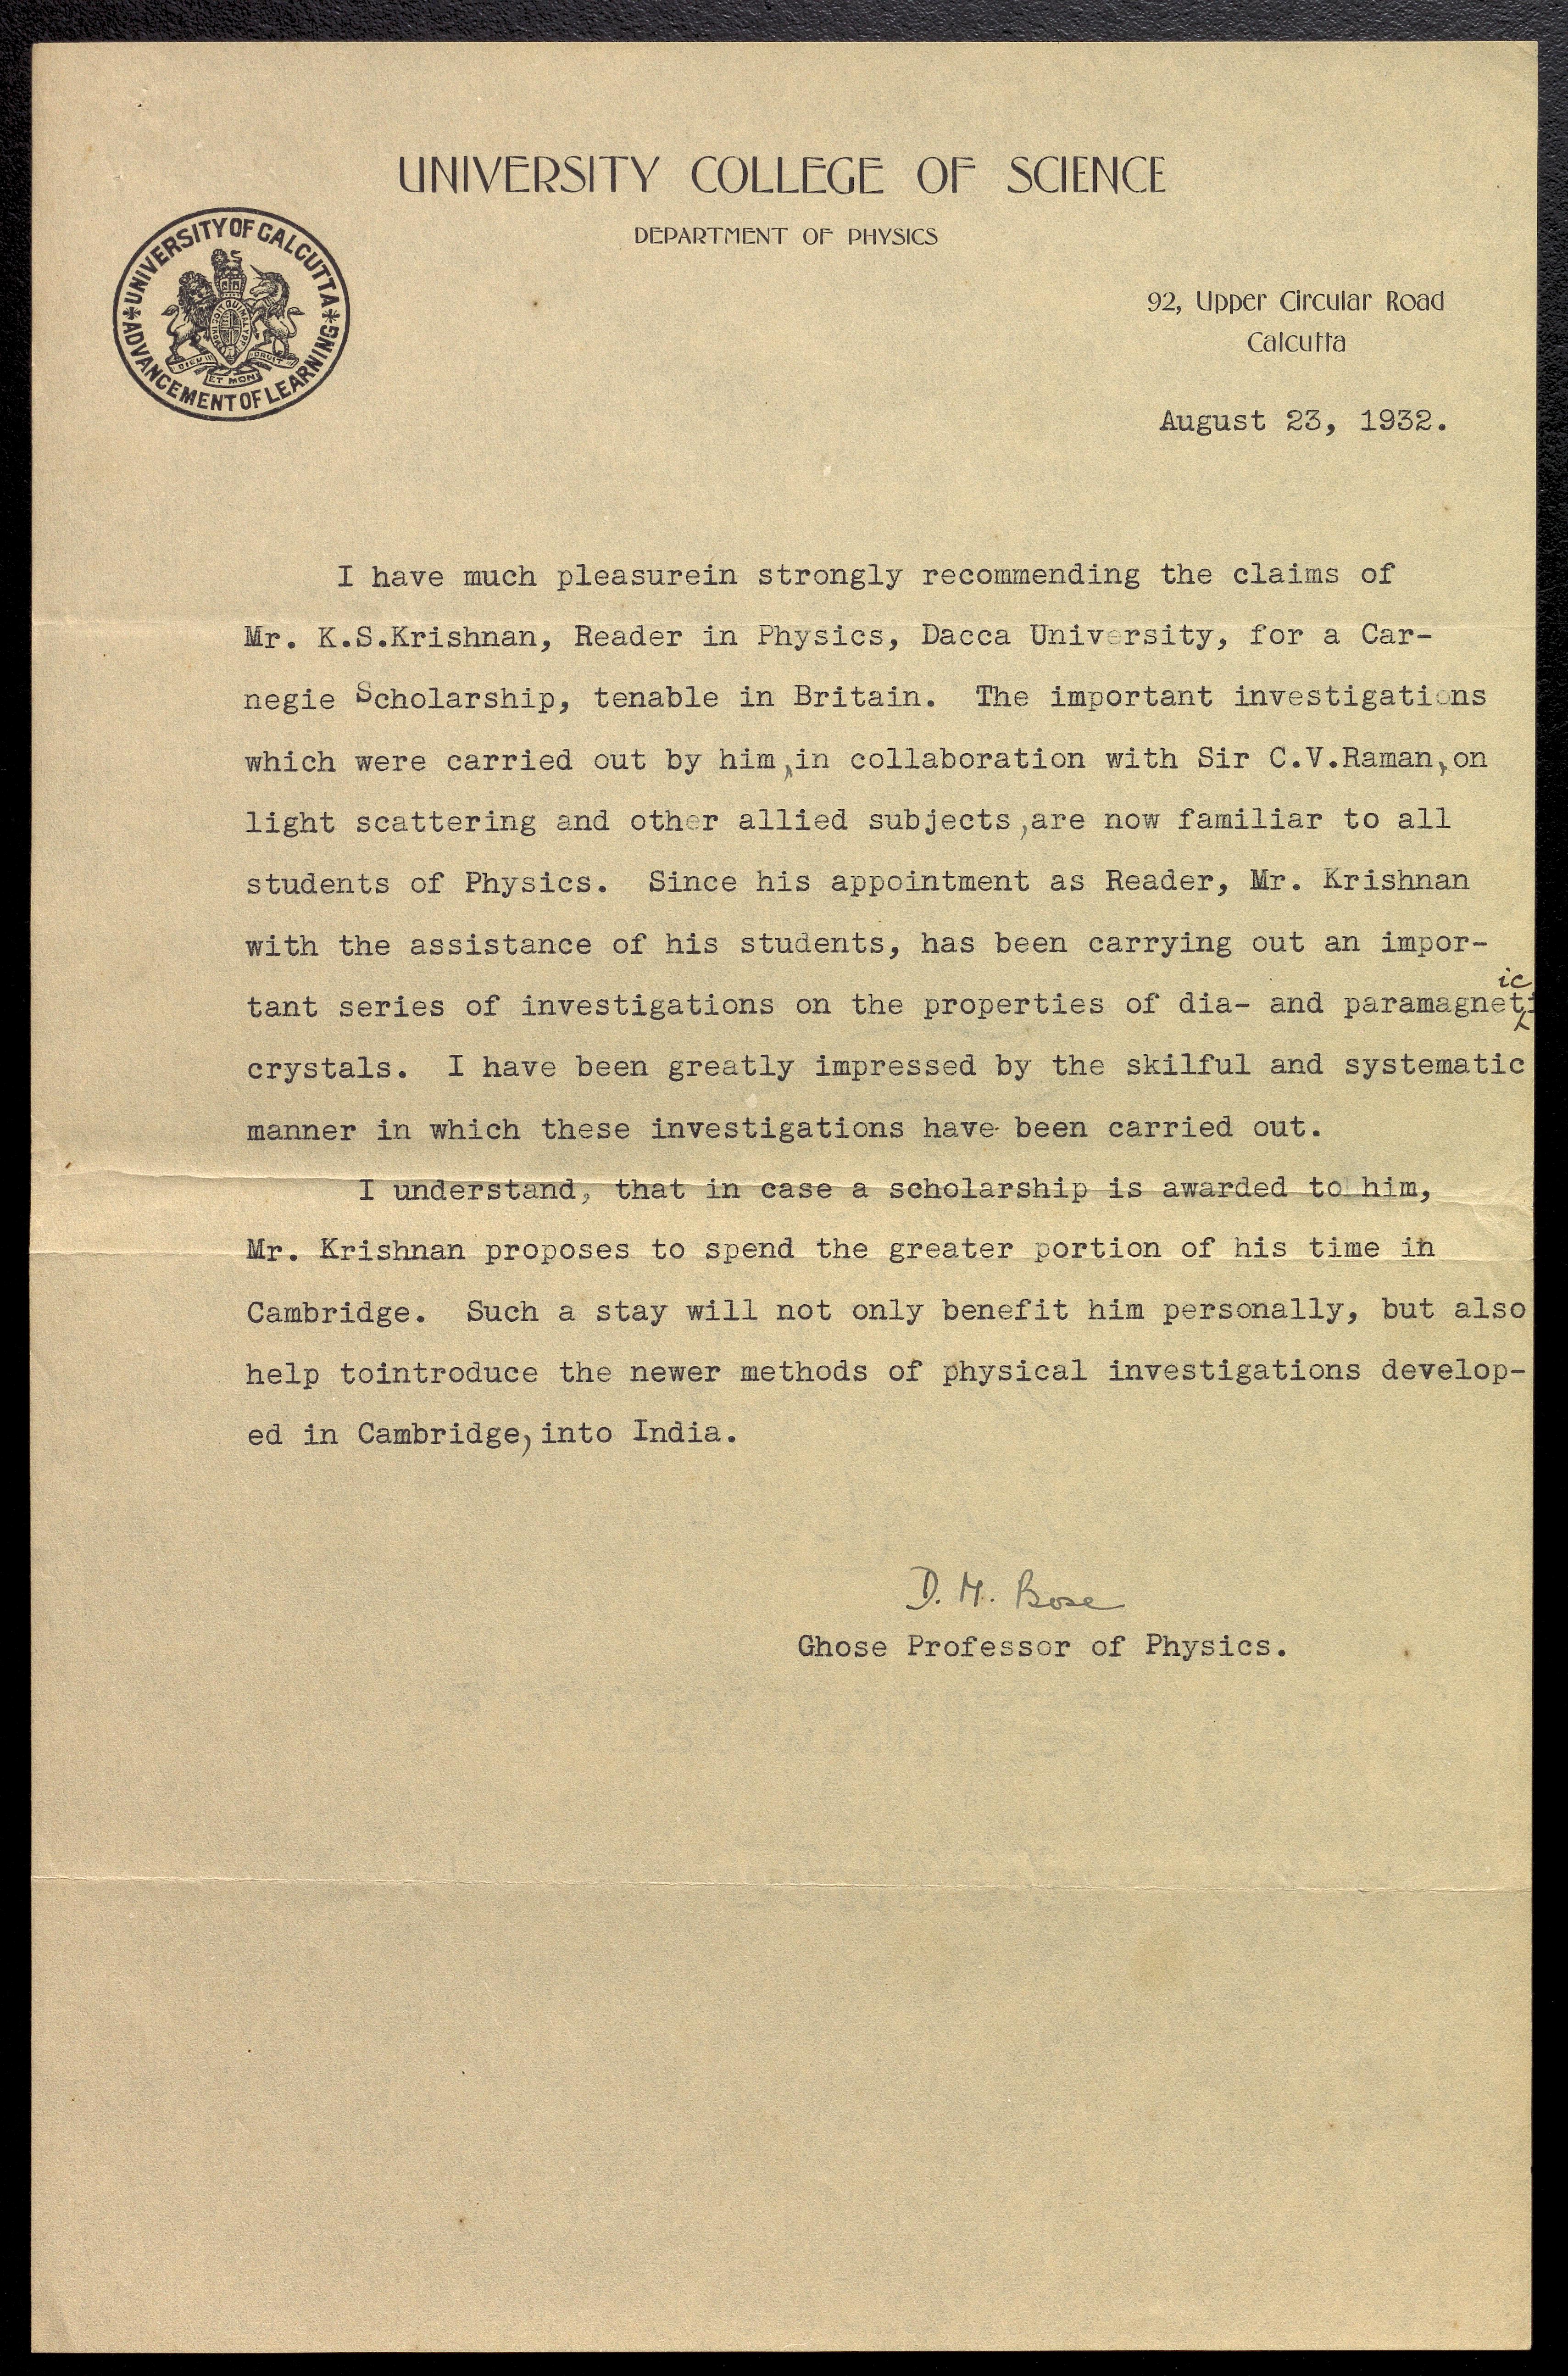 UNIVERSITY COLLEGE OF SCIENCE
DEPARTMENT OF PHYSICS
UNIVERSITY OF CALCUTTA
ADVANCEMENT OF LEARNING
DIEU
DROIT
ET MON
92, Upper Circular Road
Calcutta
August 23, 1932.
I have much pleasurein strongly recommending the claims of
Mr. K.S.Krishnan, Reader in Physics, Dacca University, for a Car-
negie Scholarship, tenable in Britain. The important investigations
which were carried out by him,in collaboration with Sir C.V.Raman,on
light scattering and other allied subjects,are now familiar to all
students of Physics. Since his appointment as Reader, Mr. Krishnan
with the assistance of his students, has been carrying out an impor-
ic
tant series of investigations on the properties of dia- and paramagneti
crystals. I have been greatly impressed by the skilful and systematic
manner in which these investigations have been carried out.
I understand, that in case a scholarship is awarded to him,
Mr. Krishnan proposes to spend the greater portion of his time in
Cambridge. Such a stay will not only benefit him personally, but also
help tointroduce the newer methods of physical investigations develop-
ed in Cambridge, into India.
D. M. Bose
Ghose Professor of Physics.